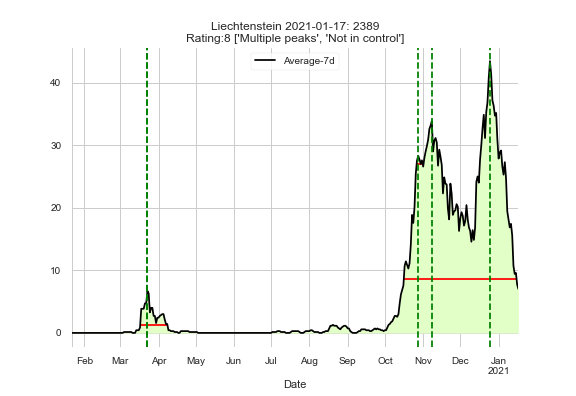 Liechtenstein 2021-01-17: 2389
Rating:8 ['Multiple peaks', 'Not in control']
Average-7d
40
30
20
10
0
Feb Mar Apr May Jun Jul Aug Sep Oct Nov Dec Jan
2021
Date